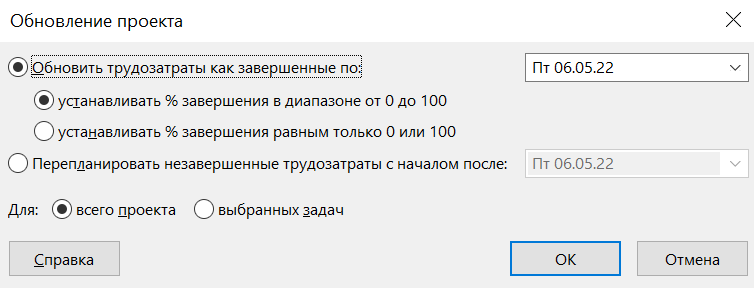 Обновление проекта
Обновить трудозатраты как завершенные по: Пт 06.05.22
устанавливать % завершения в диапазоне от 0 до 100
устанавливать % завершения равным только 0 или 100
Перепланировать незавершенные трудозатраты с началом после: Пт 06.05.22
Для: всего проекта выбранных задач
Справка ОК Отмена